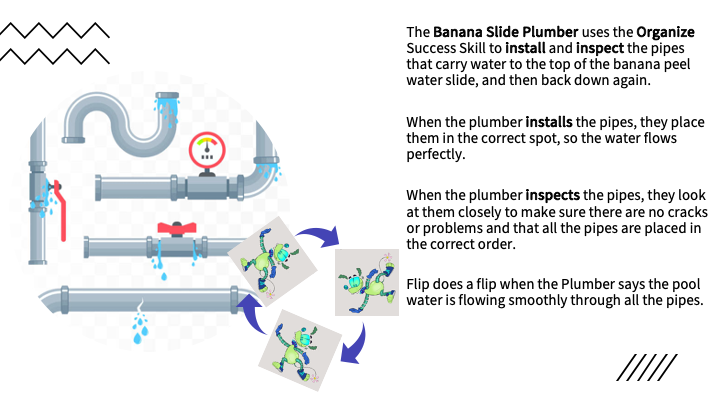 The Banana Slide Plumber uses the Organize
Success Skill to install and inspect the pipes
that carry water to the top of the banana peel
water slide, and then back down again.
When the plumber installs the pipes, they place
them in the correct spot, so the water flows
perfectly.
When the plumber inspects the pipes, they look
at them closely to make sure there are no cracks
or problems and that all the pipes are placed in
the correct order.
Flip does a flip when the Plumber says the pool
water is flowing smoothly through all the pipes.